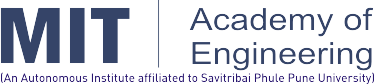 MIT Academy of
Engineering
(An Autonomous Institute affiliated to Savitribai Phule Pune University)